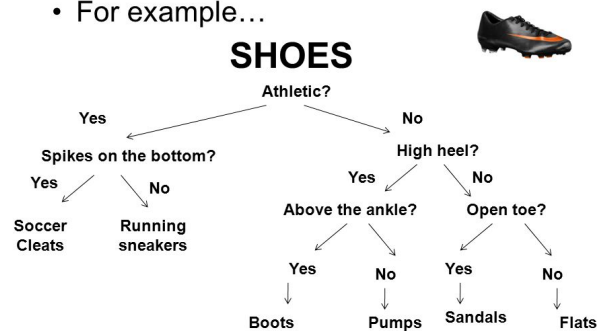 • For example…
SHOES
Athletic?
Yes
No
Spikes on the bottom?
High heel?
Yes
No
Yes
No
Soccer
Cleats
Running
sneakers
Above the ankle?
Open toe?
Yes
No
Yes
No
Boots
Pumps
Sandals
Flats